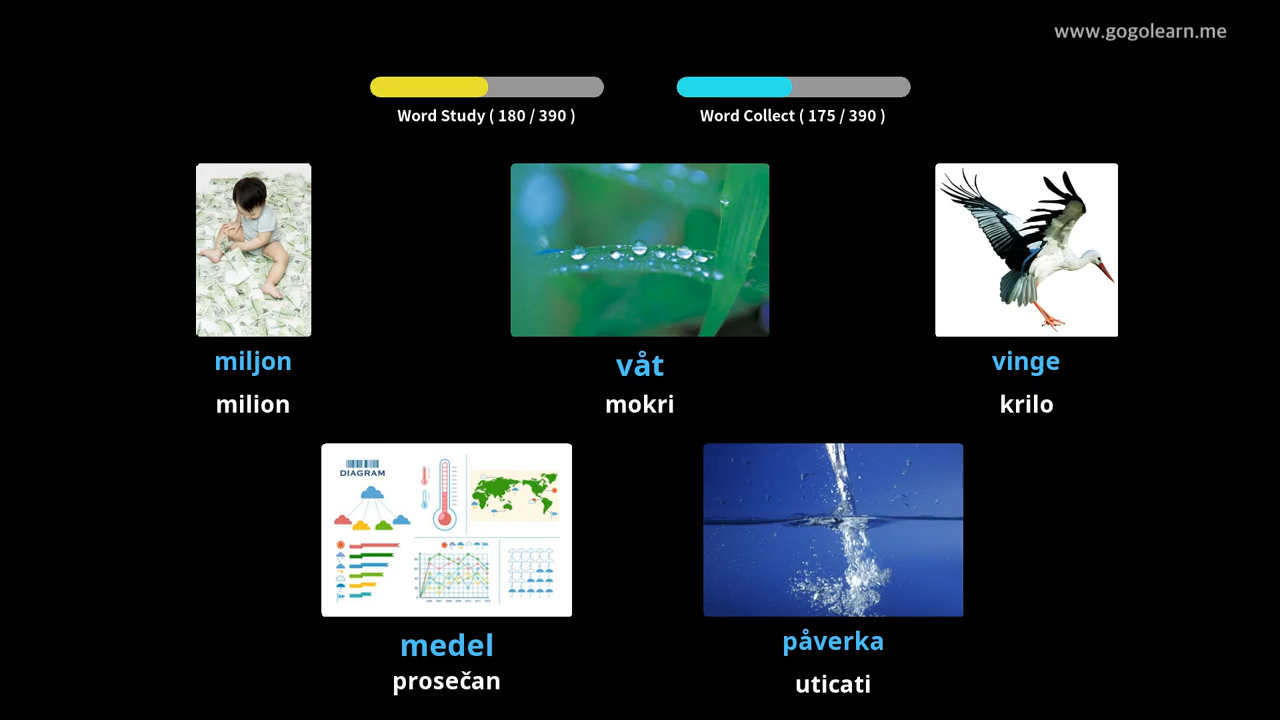 www.gogolearn.me
Word Study ( 180 / 390 )
Word Collect ( 175 / 390 )
miljon
milion
våt
mokri
vinge
krilo
DIAGRAM
medel
prosečan
påverka
uticati